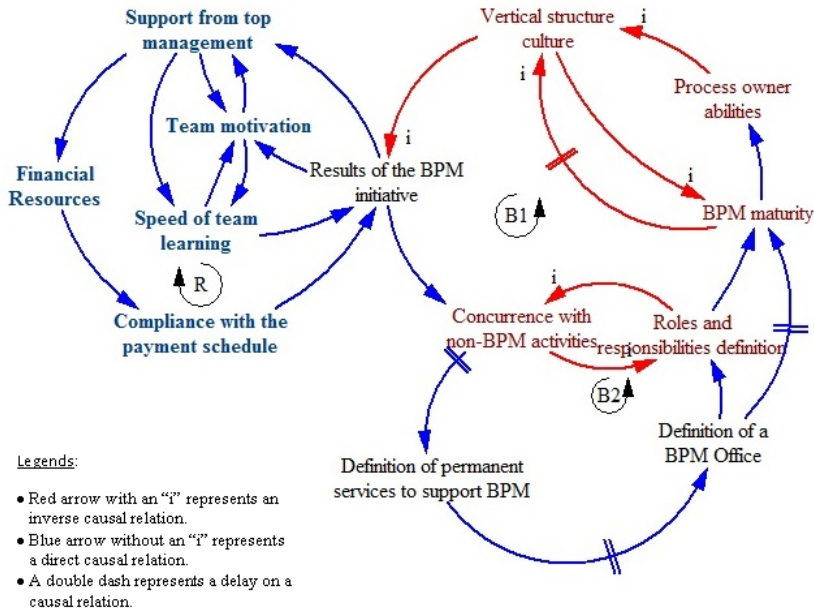 Support from top
management
Vertical structure
culture
i
i
i
Process owner
abilities
Team motivation
i
Results of the BPM
initiative
Financial
Resources
i
BPM maturity
Speed of team
learning
B1
R
i
Compliance with the
payment schedule
Concurrence with
non-BPM activities
Roles and
responsibilities definition
i
B2
Definition of a
BPM Office
Definition of permanent
services to support BPM
Legends:
• Red arrow with an “i” represents an
inverse causal relation.
• Blue arrow without an “i” represents
a direct causal relation.
• A double dash represents a delay on a
causal relation.